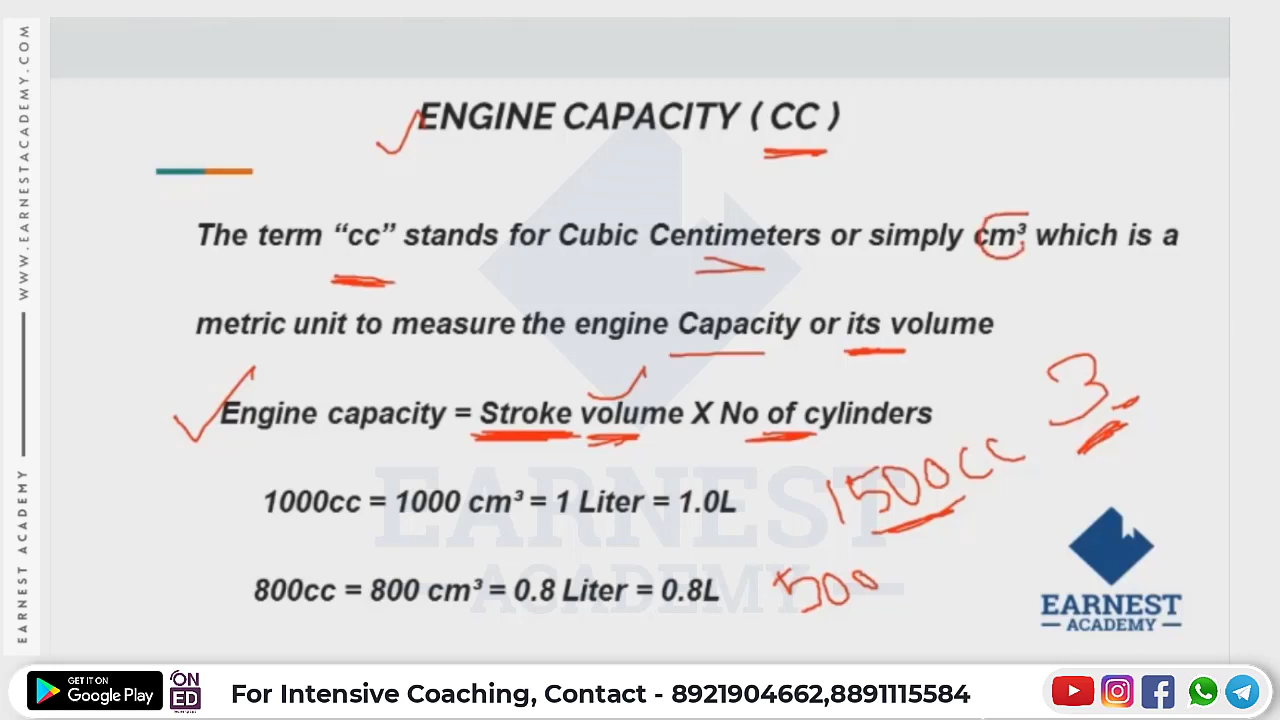 WWW.EARNESTACADEMY.COM
EARNEST ACADEMY
ENGINE CAPACITY ( CC )
The term “cc” stands for Cubic Centimeters or simply cm³ which is a
metric unit to measure the engine Capacity or its volume
Engine capacity = Stroke volume X No of cylinders
3
1500cc
1000cc = 1000 cm³ = 1 Liter = 1.0L
800cc = 800 cm³ = 0.8 Liter = 0.8L
500
EARNEST
ACADEMY
EARNEST
ACADEMY
GET IT ON
Google Play
ON
ED
For Intensive Coaching, Contact - 8921904662,8891115584